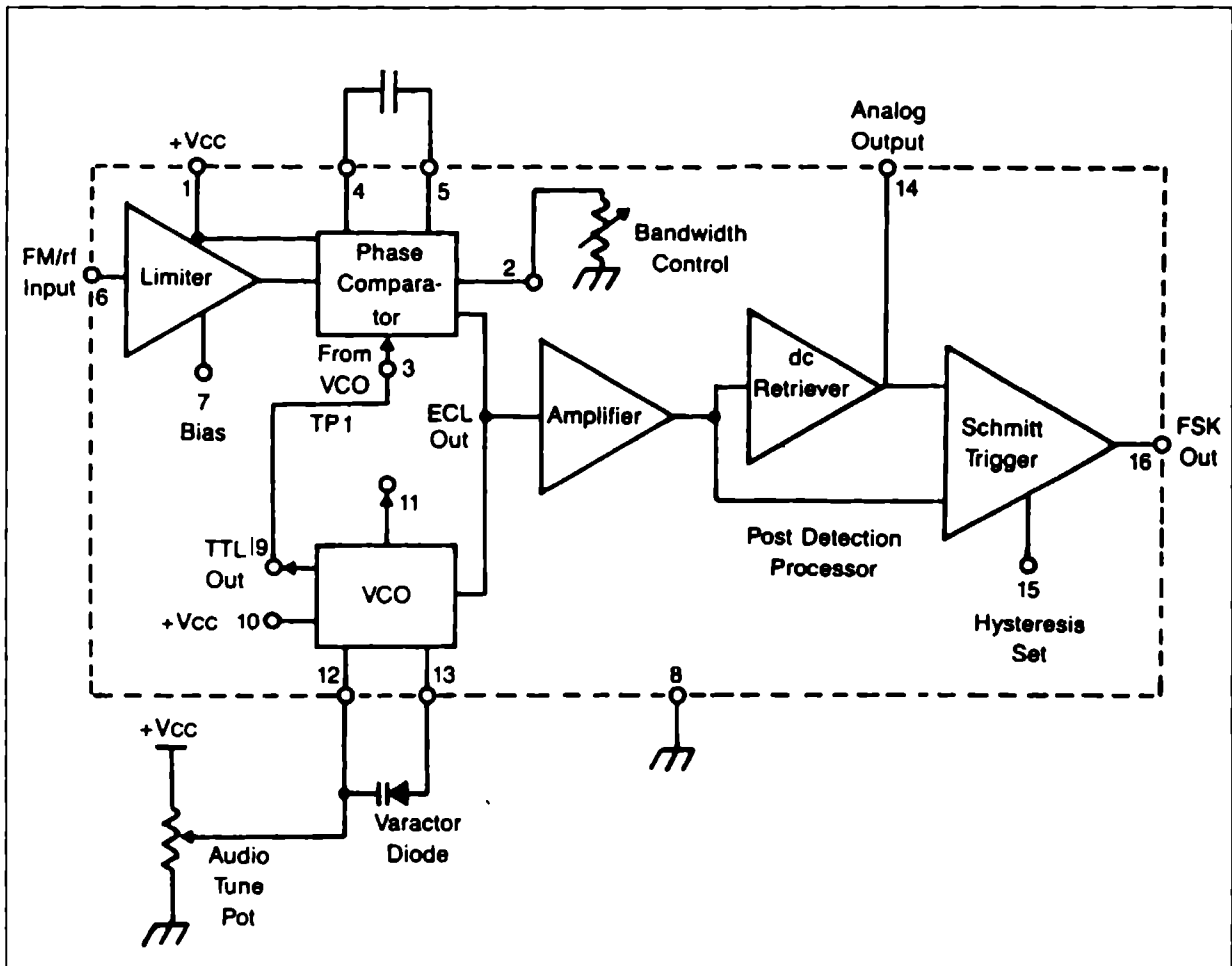 Analog
Output
+Vcc
1
4
5
14
FM/rf
Input
6
Limiter
Phase
Compara-
tor
2
Bandwidth
Control
7
Bias
From
VCO
3
TP1
ECL
Out
Amplifier
dc
Retriever
Schmitt
Trigger
16
FSK
Out
11
TTL
Out
9
VCO
+Vcc 10
Post Detection
Processor
15
Hysteresis
Set
12
13
8
+Vcc
Varactor
Diode
Audio
Tune
Pot